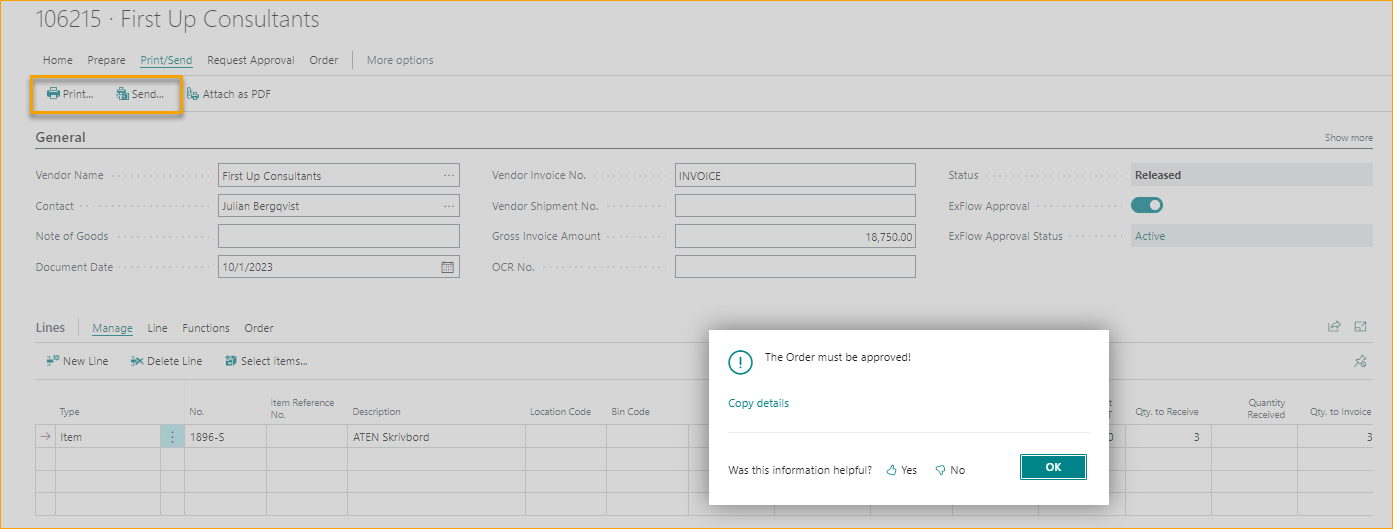 106215 · First Up Consultants
Home Prepare Print/Send Request Approval Order More options
Print... Send... Attach as PDF
General Show more
Vendor Name First Up Consultants ... Vendor Invoice No. INVOICE Status Released
Contact Julian Bergqvist ... Vendor Shipment No. ExFlow Approval
Note of Goods Gross Invoice Amount 18,750.00 ExFlow Approval Status Active
Document Date 10/1/2023 OCR No.
Lines Manage Line Functions Order
New Line Delete Line Select items...
The Order must be approved!
Copy details
Was this information helpful? Yes No OK
Type No. Item Reference No. Description Location Code Bin Code Qty. to Receive Quantity Received Qty. to Invoice
Item 1896-S ATEN Skrivbord 0 3 3